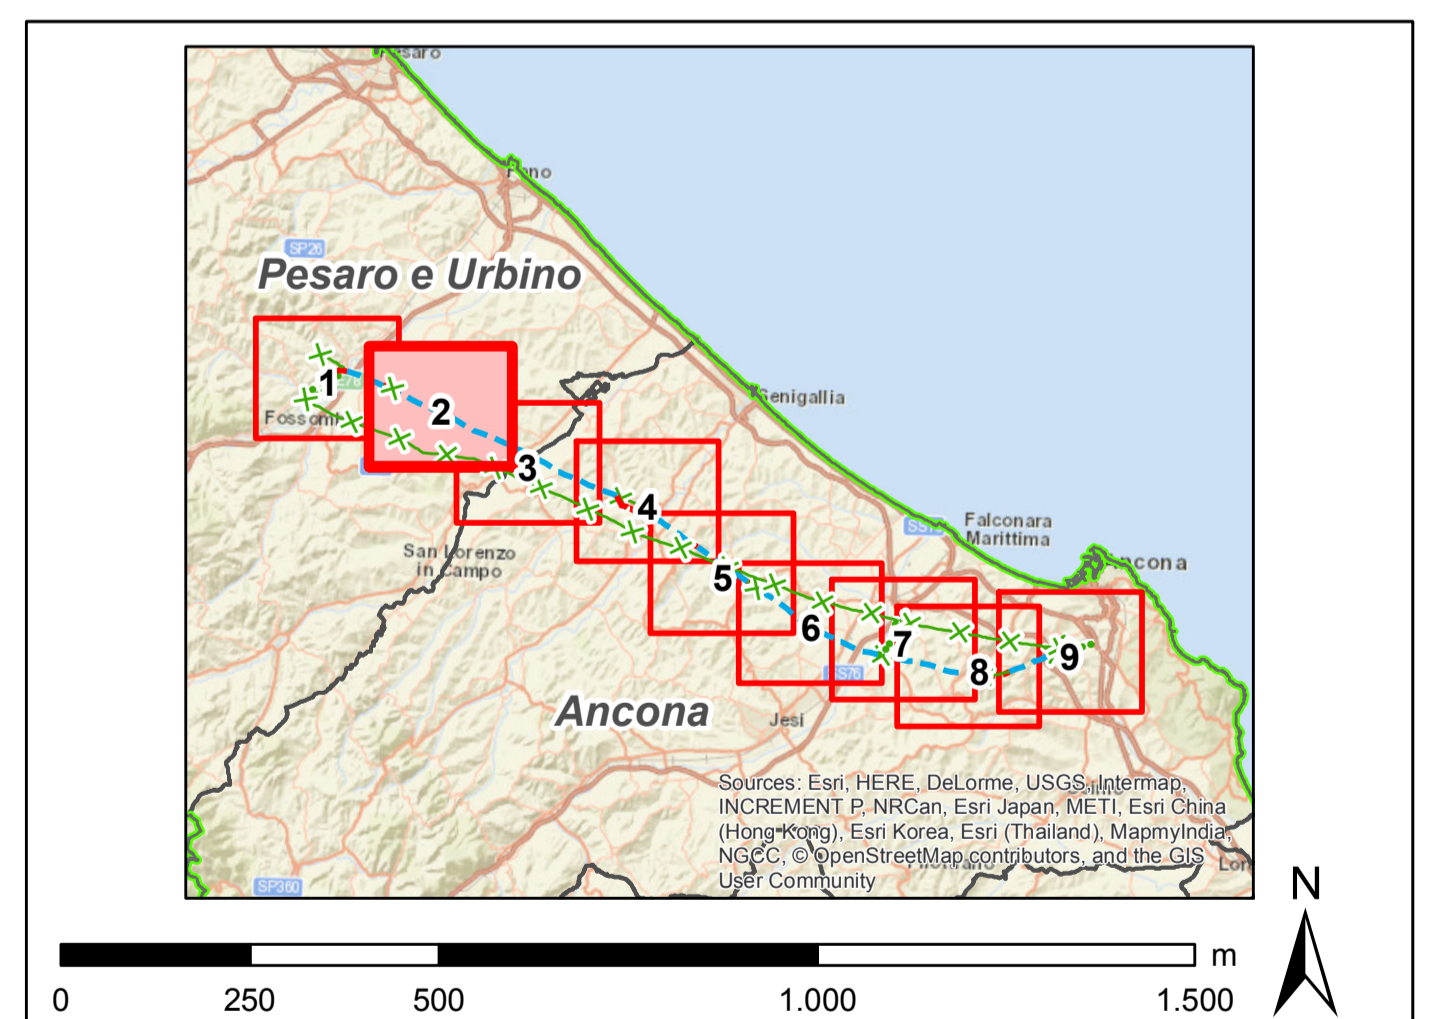 Fano
SP26
Pesaro e Urbino
1
2
Senigallia
3
4
San Lorenzo
in Campo
Falconara
Marittima
Ancona
5
6
7
8
9
SS76
Ancona
Jesi
Sources: Esri, HERE, DeLorme, USGS, Intermap,
INCREMENT P, NRCan, Esri Japan, METI, Esri China
(Hong Kong), Esri Korea, Esri (Thailand), MapmyIndia,
NGCC, © OpenStreetMap contributors, and the GIS
User Community
SP360
N
m
0 250 500 1.000 1.500